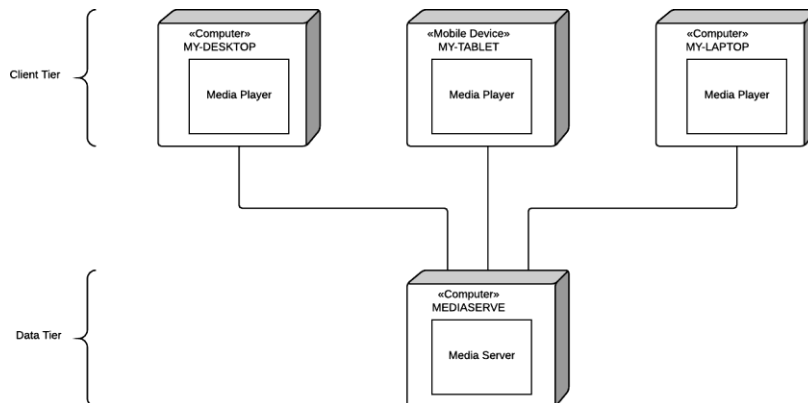 «Computer»
MY-DESKTOP
Media Player
«Mobile Device»
MY-TABLET
Media Player
«Computer»
MY-LAPTOP
Media Player
Client Tier
«Computer»
MEDIASERVE
Media Server
Data Tier